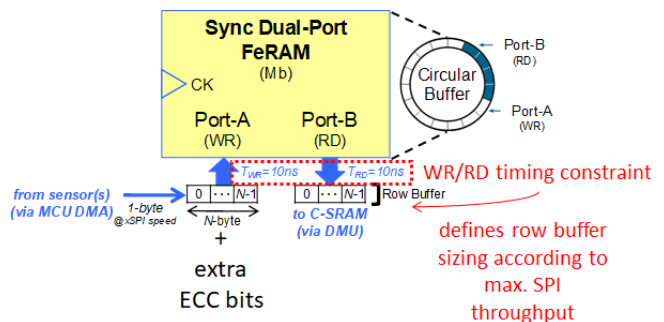 Sync Dual-Port
FeRAM
(Mb)
CK
Port-A
(WR)
Port-B
(RD)
Circular
Buffer
Port-B
(RD)
Port-A
(WR)
TWR=10ns
TRD=10ns
WR/RD timing constraint
from sensor(s)
(via MCU DMA)
1-byte
@xSPI speed
0 ··· N-1
0 ··· N-1
Row Buffer
N-byte
to C-SRAM
(via DMU)
+
extra
ECC bits
defines row buffer
sizing according to
max. SPI
throughput